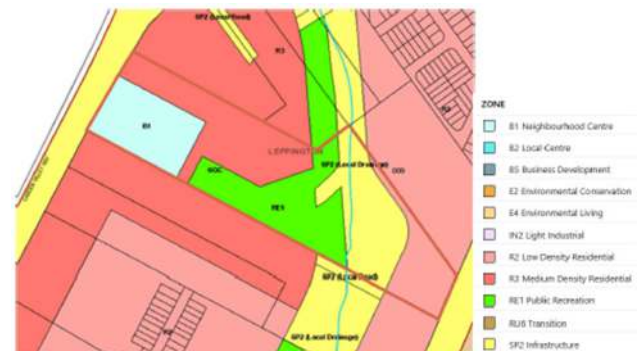 SP2 (Local Road)
R3
B1
LEPPINGTON
SP2 (Local Drainage)
RE1
SP2 (Local Road)
SP2 (Local Drainage)
ZONE
B1 Neighbourhood Centre
B2 Local Centre
B5 Business Development
E2 Environmental Conservation
E4 Environmental Living
IN2 Light Industrial
R2 Low Density Residential
R3 Medium Density Residential
RE1 Public Recreation
RU6 Transition
SP2 Infrastructure